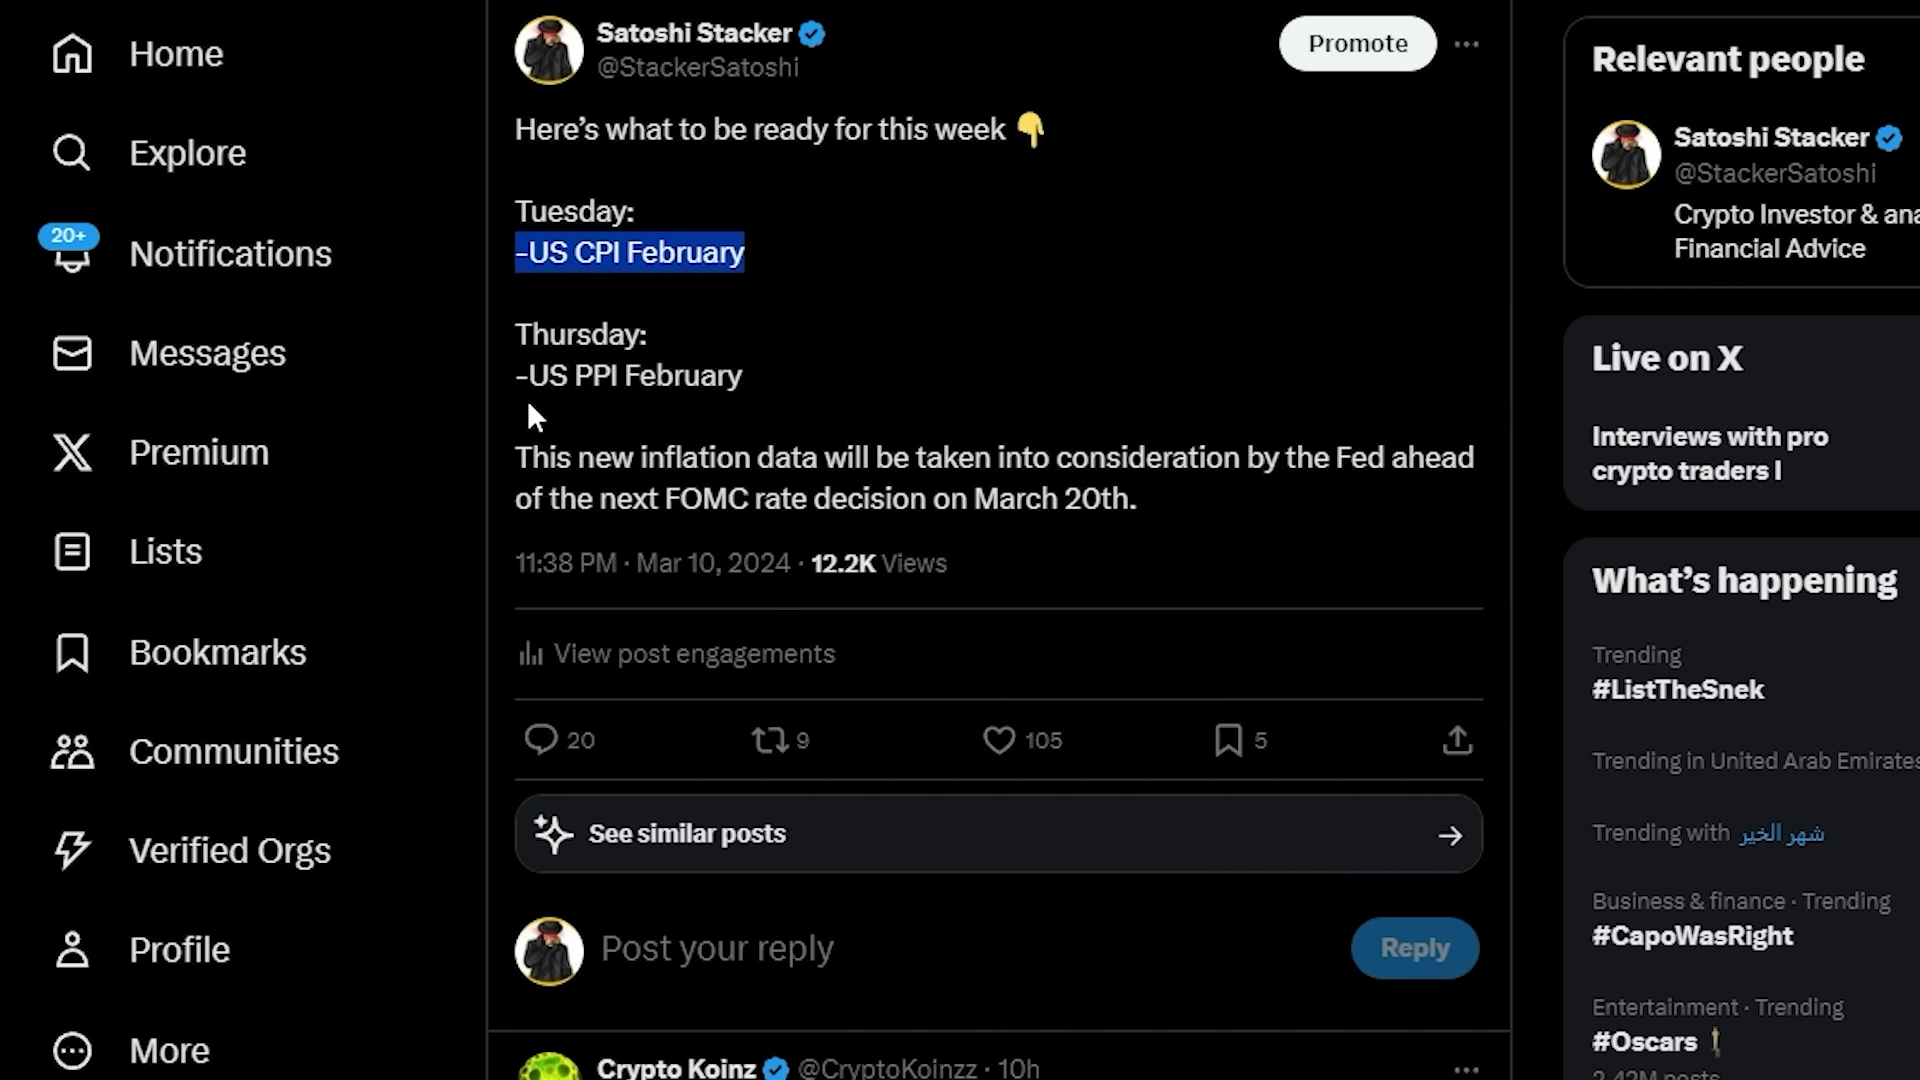 Home
Explore
20+
Notifications
Messages
Premium
Lists
Bookmarks
Communities
Verified Orgs
Profile
More
Satoshi Stacker
@StackerSatoshi
Promote
Here's what to be ready for this week
Tuesday:
-US CPI February
Thursday:
-US PPI February
This new inflation data will be taken into consideration by the Fed ahead
of the next FOMC rate decision on March 20th.
11:38 PM · Mar 10, 2024 · 12.2K Views
View post engagements
20
9
105
5
See similar posts
Post your reply
Reply
Crypto Koinz @CryptoKoinzz · 10h
Relevant people
Satoshi Stacker
@StackerSatoshi
Crypto Investor &
Financial Advice
Live on X
Interviews with pro
crypto traders l
What's happening
Trending
#ListTheSnek
Trending in United Arab Emirates
Trending with شهر الخير
Business & finance · Trending
#CapoWasRight
Entertainment · Trending
#Oscars
2.42M posts